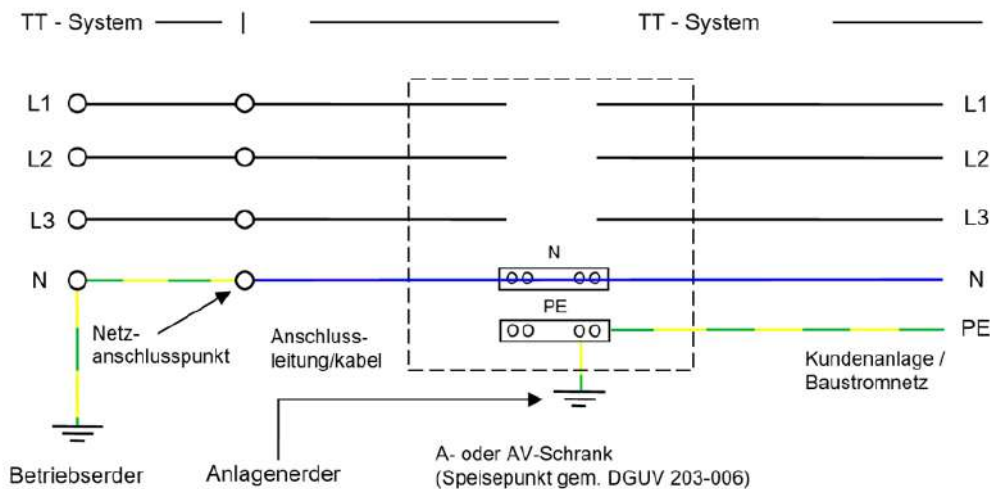 TT - System
TT - System
L1
L1
L2
L2
L3
L3
N
N
N
PE
PE
Netz-
anschlusspunkt
Anschluss-
leitung/kabel
Kundenanlage /
Baustromnetz
Betriebserder
Anlagenerder
A- oder AV-Schrank
(Speisepunkt gem. DGUV 203-006)